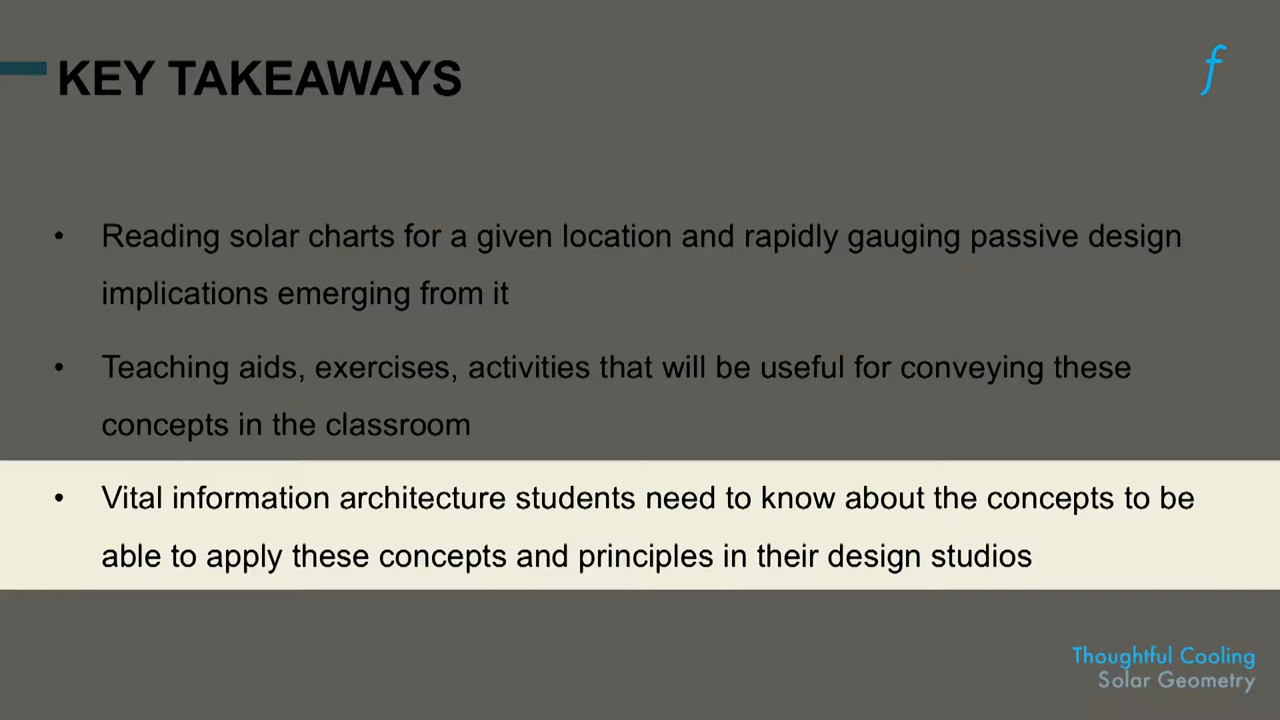 KEY TAKEAWAYS
f
• Reading solar charts for a given location and rapidly gauging passive design
implications emerging from it
• Teaching aids, exercises, activities that will be useful for conveying these
concepts in the classroom
• Vital information architecture students need to know about the concepts to be
able to apply these concepts and principles in their design studios
Thoughtful Cooling
Solar Geometry